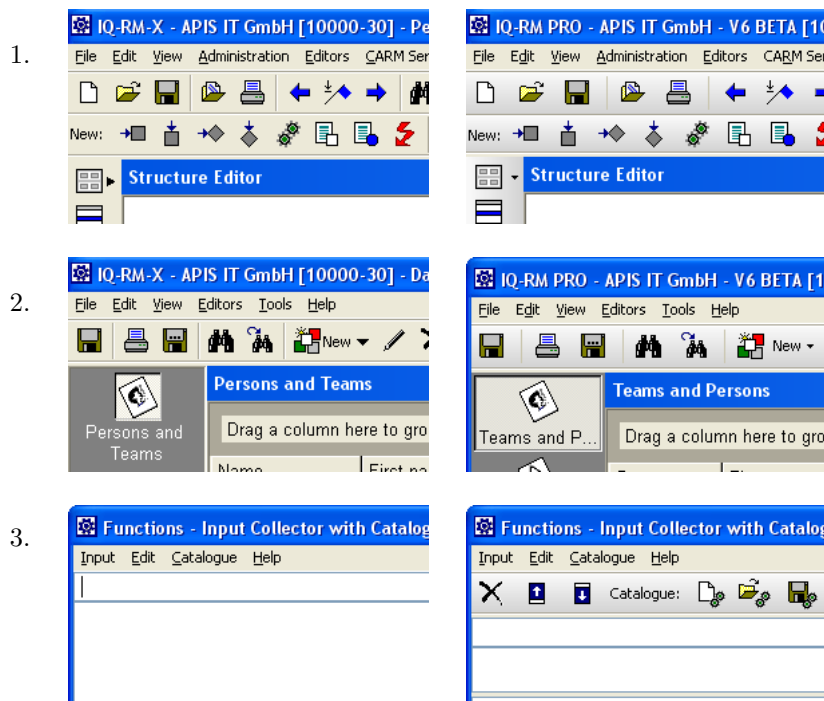 1.
IQ-RM-X - APIS IT GmbH [10000-30] - Pe
File Edit View Administration Editors CARM Ser
New:
Structure Editor
IQ-RM PRO - APIS IT GmbH - V6 BETA [10
File Edit View Administration Editors CARM Ser
New:
Structure Editor
2.
IQ-RM-X - APIS IT GmbH [10000-30] - Da
File Edit View Editors Tools Help
New
Persons and Teams
Persons and
Teams
Drag a column here to gro
Name First na
IQ-RM PRO - APIS IT GmbH - V6 BETA [1
File Edit View Editors Tools Help
New
Teams and Persons
Teams and P...
Drag a column here to gro
3.
Functions - Input Collector with Catalog
Input Edit Catalogue Help
Functions - Input Collector with Catalog
Input Edit Catalogue Help
Catalogue: